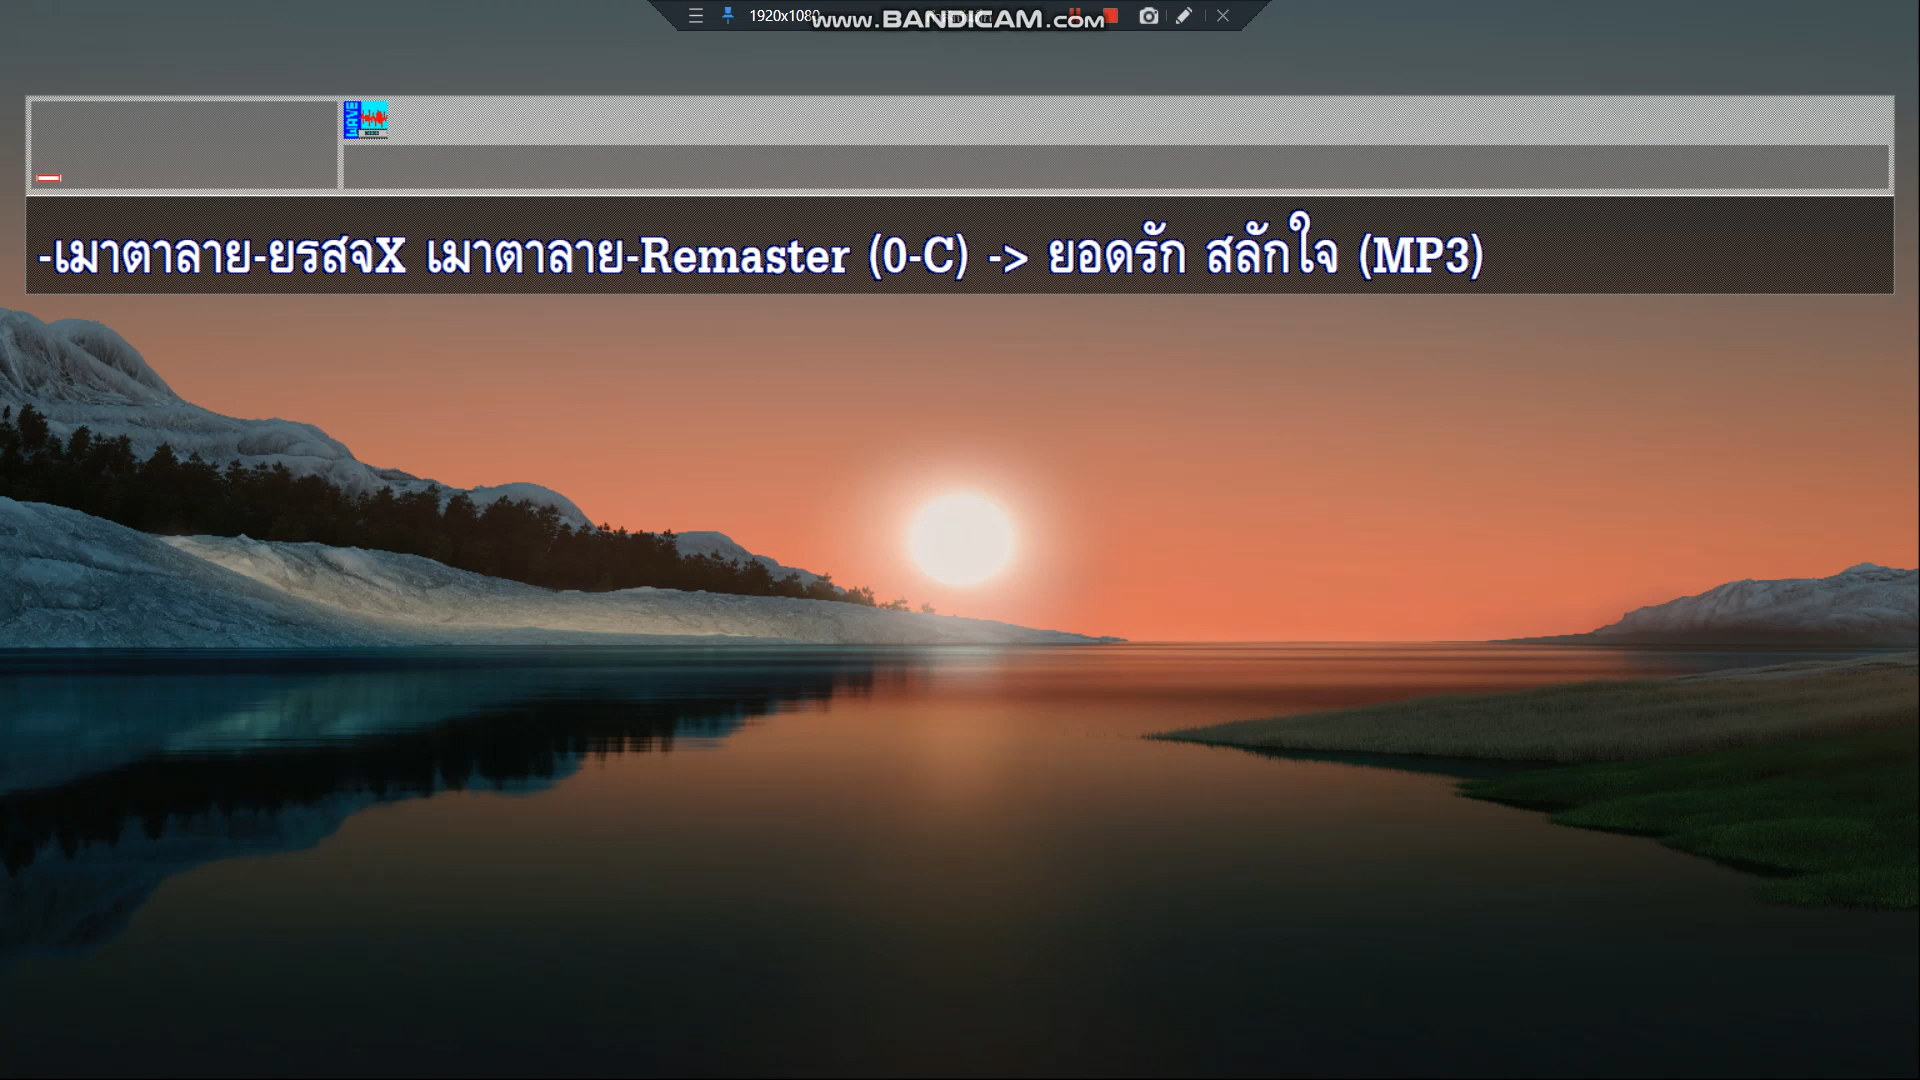 1920x1080
www.BANDICAM.com
WAVE
-เมาตาลาย-ยรสจX เมาตาลาย-Remaster (0-C) -> ยอดรัก สลักใจ (MP3)